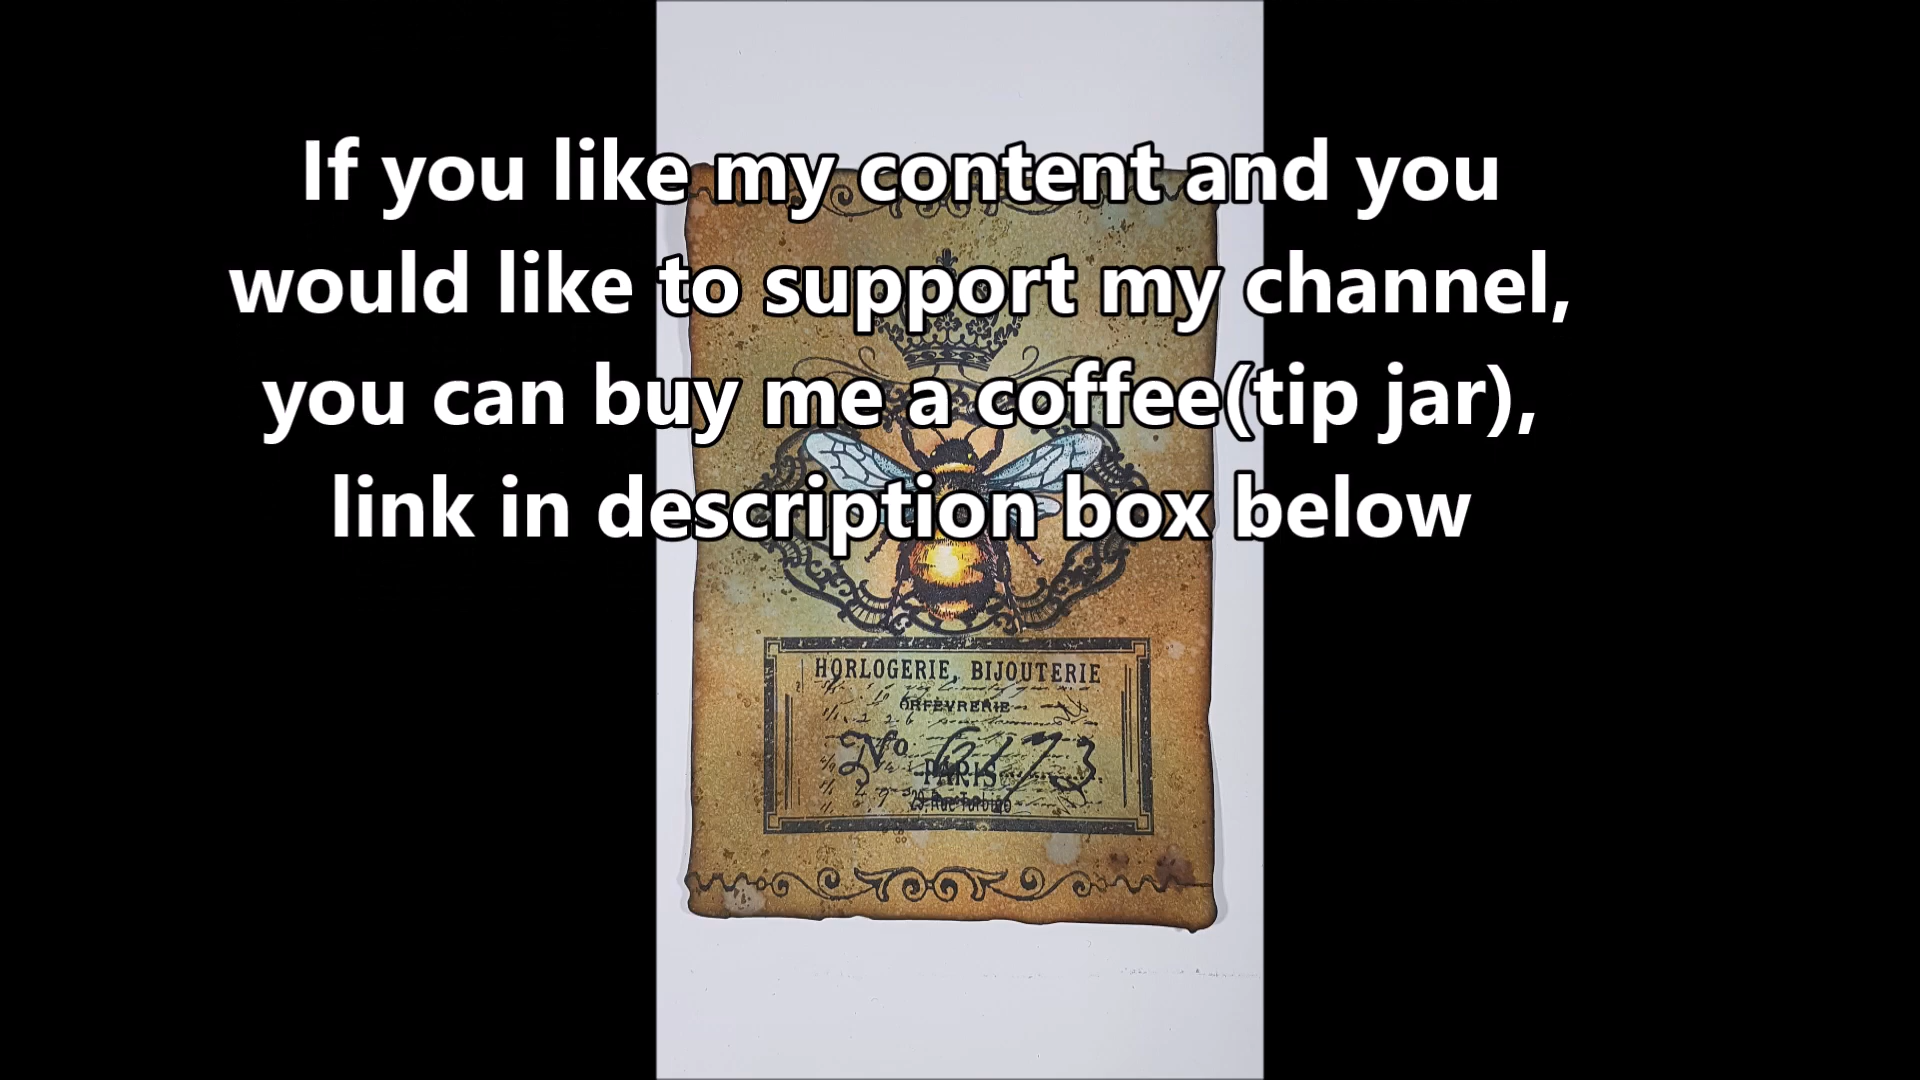 If you like my content and you
would like to support my channel,
you can buy me a coffee(tip jar),
link in description box below
HORLOGERIE, BIJOUTERIE
ORFÈVRERIE
No 6173
PARIS